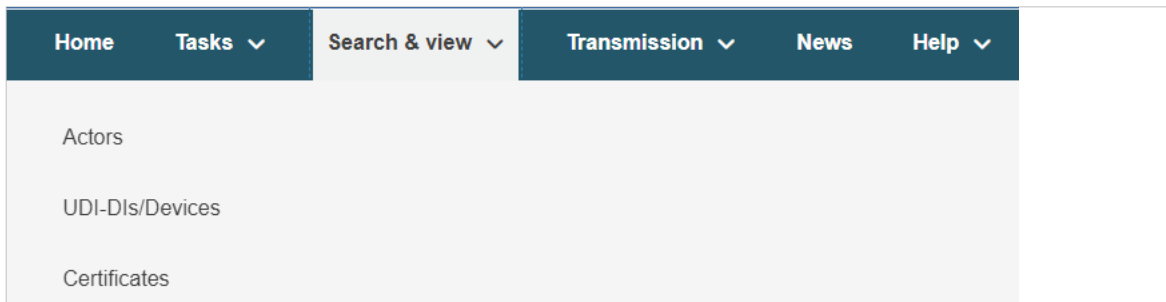 Home Tasks Search & view Transmission News Help
Actors
UDI-DIs/Devices
Certificates